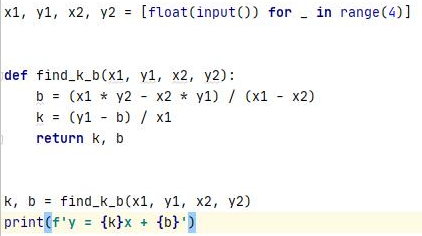 x1, y1, x2, y2 = [float(input()) for _ in range(4)]
def find_k_b(x1, y1, x2, y2):
    b = (x1 * y2 - x2 * y1) / (x1 - x2)
    k = (y1 - b) / x1
    return k, b
k, b = find_k_b(x1, y1, x2, y2)
print(f'y = {k}x + {b}')